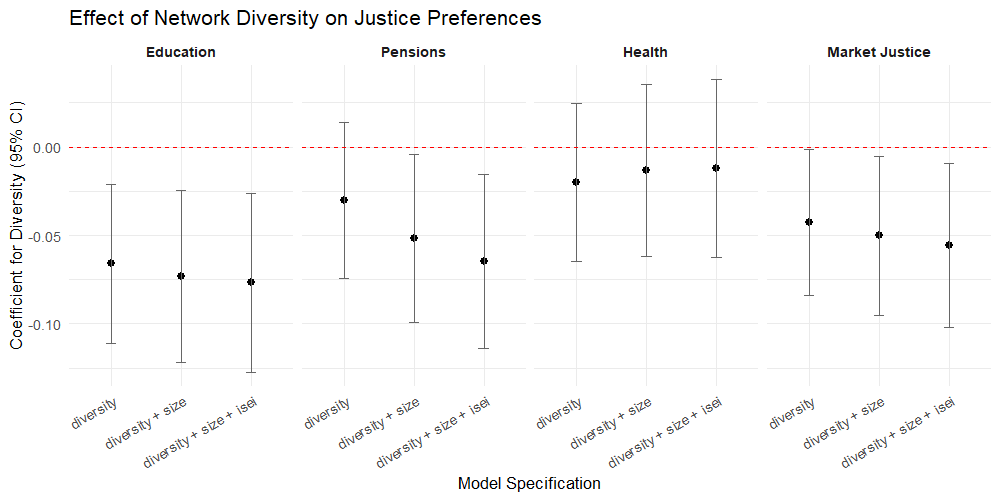 Effect of Network Diversity on Justice Preferences
Education
Pensions
Health
Market Justice
Coefficient for Diversity (95% CI)
0.00
-0.05
-0.10
diversity
diversity + size
diversity + size + isei
diversity
diversity + size
diversity + size + isei
diversity
diversity + size
diversity + size + isei
diversity
diversity + size
diversity + size + isei
Model Specification